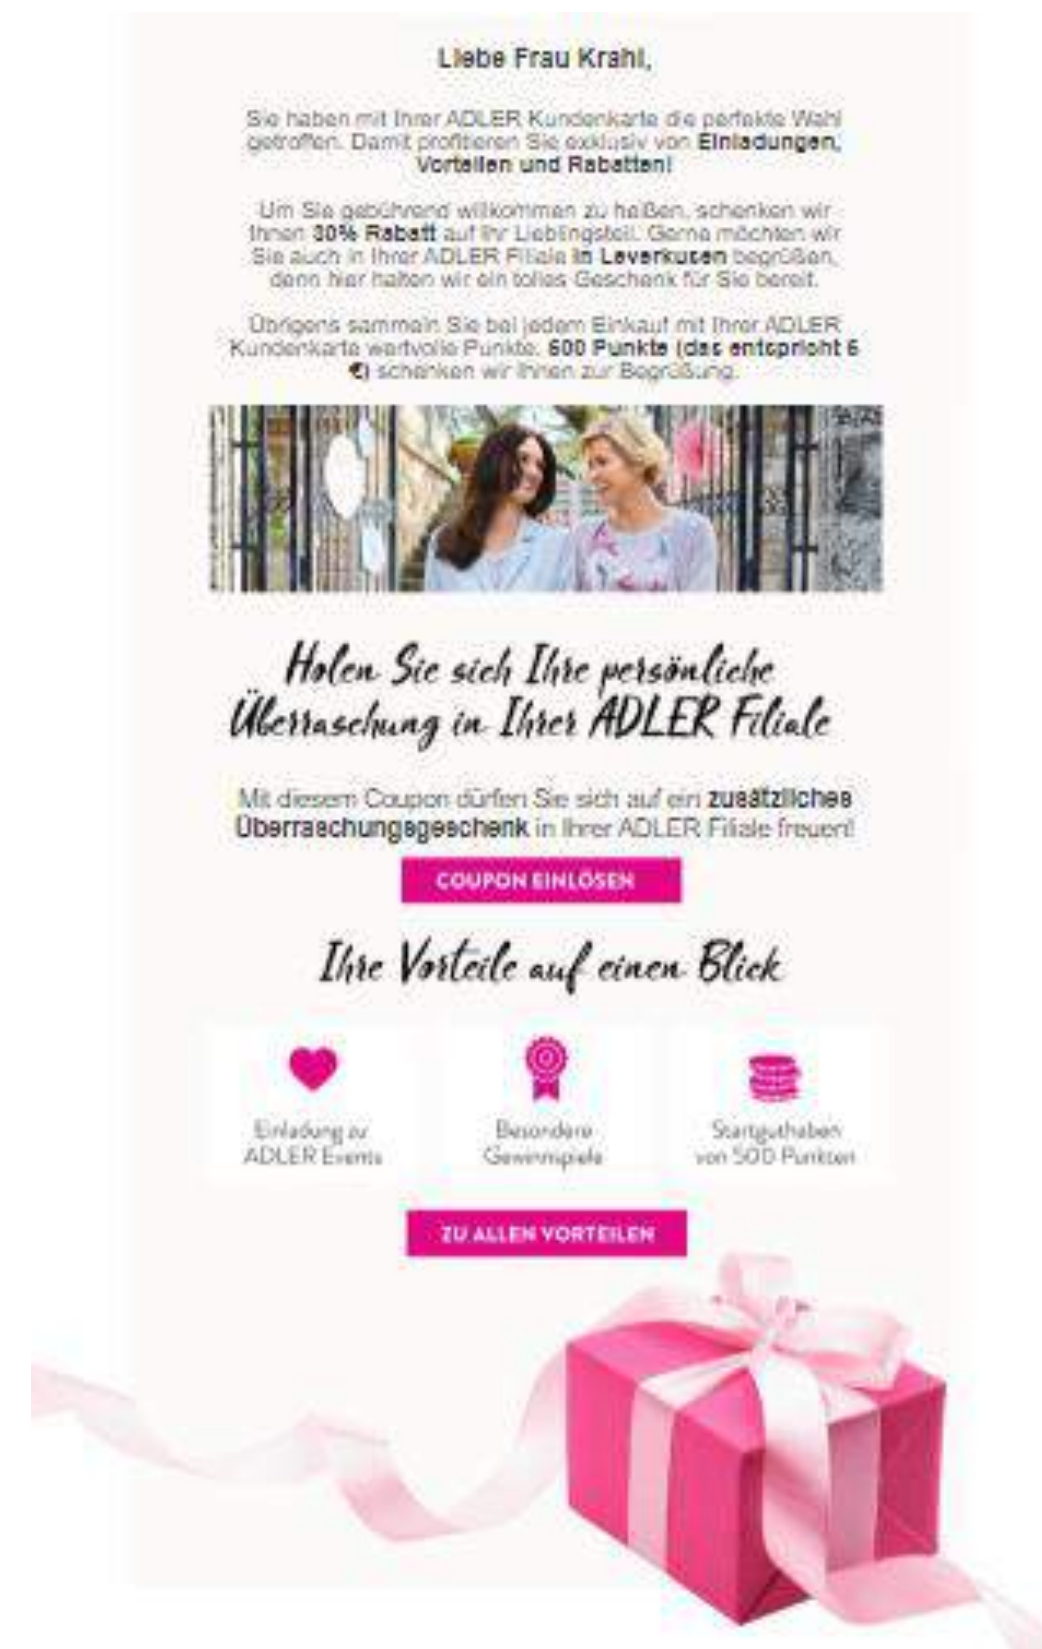 Liebe Frau Krahl,
Sie haben mit Ihrer ADLER Kundenkarte die perfekte Wahl
getroffen. Damit profitieren Sie exklusiv von Einladungen,
Vorteilen und Rabatten!
Um Sie gebührend willkommen zu heißen, schenken wir
Ihnen 30% Rabatt auf Ihr Lieblingsteil. Gerne möchten wir
Sie auch in Ihrer ADLER Filiale in Leverkusen begrüßen,
denn hier halten wir ein tolles Geschenk für Sie bereit.
Übrigens sammeln Sie bei jedem Einkauf mit Ihrer ADLER
Kundenkarte wertvolle Punkte. 500 Punkte (das entspricht 5
€) schenken wir Ihnen zur Begrüßung.
Holen Sie sich Ihre persönliche
Überraschung in Ihrer ADLER Filiale
Mit diesem Coupon dürfen Sie sich auf ein zusätzliches
Überraschungsgeschenk in Ihrer ADLER Filiale freuen!
COUPON EINLÖSEN
Ihre Vorteile auf einen Blick
Einladung zu
ADLER Events
Besondere
Gewinnspiele
Startguthaben
von 500 Punkten
ZU ALLEN VORTEILEN